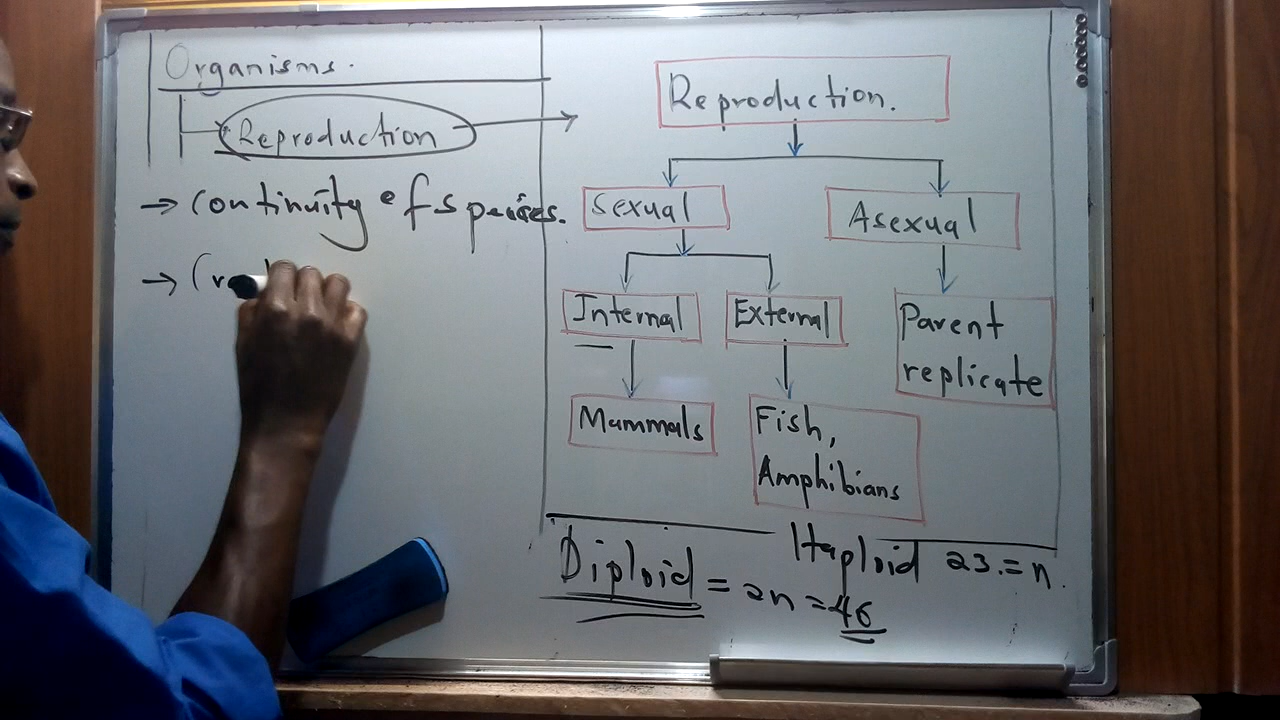 Organisms.
Reproduction
→ Continuity of speices.
→
Reproduction.
Sexual
Asexual
Internal
External
Parent
replicate
Mammals
Fish,
Amphibians
Haploid 23.=n.
Diploid = 2n =46